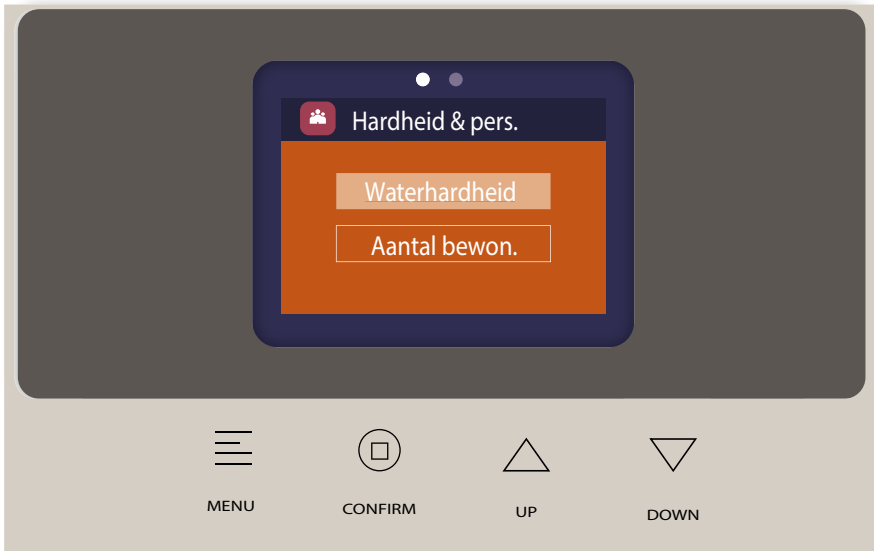 Hardheid & pers.
Waterhardheid
Aantal bewon.
MENU
CONFIRM
UP
DOWN